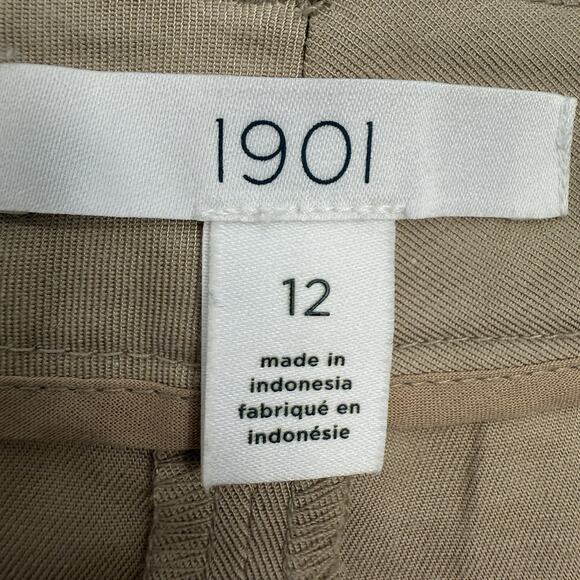 1901
12
made in
indonesia
fabriqué en
indonésie